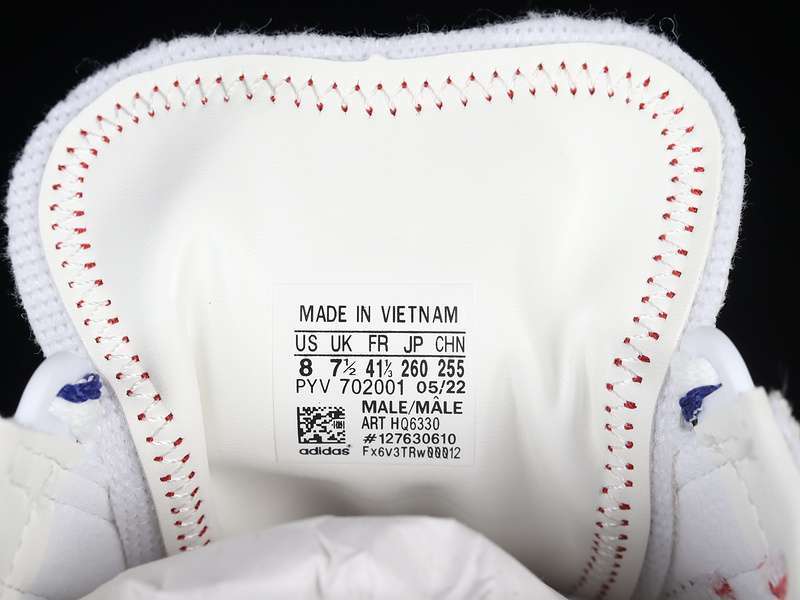 MADE IN VIETNAM
US UK FR JP CHN
8 7½ 41⅓ 260 255
PYV 702001 05/22
MALE/MÂLE
ART HQ6330
#127630610
adidas Fx6v3TRw00012